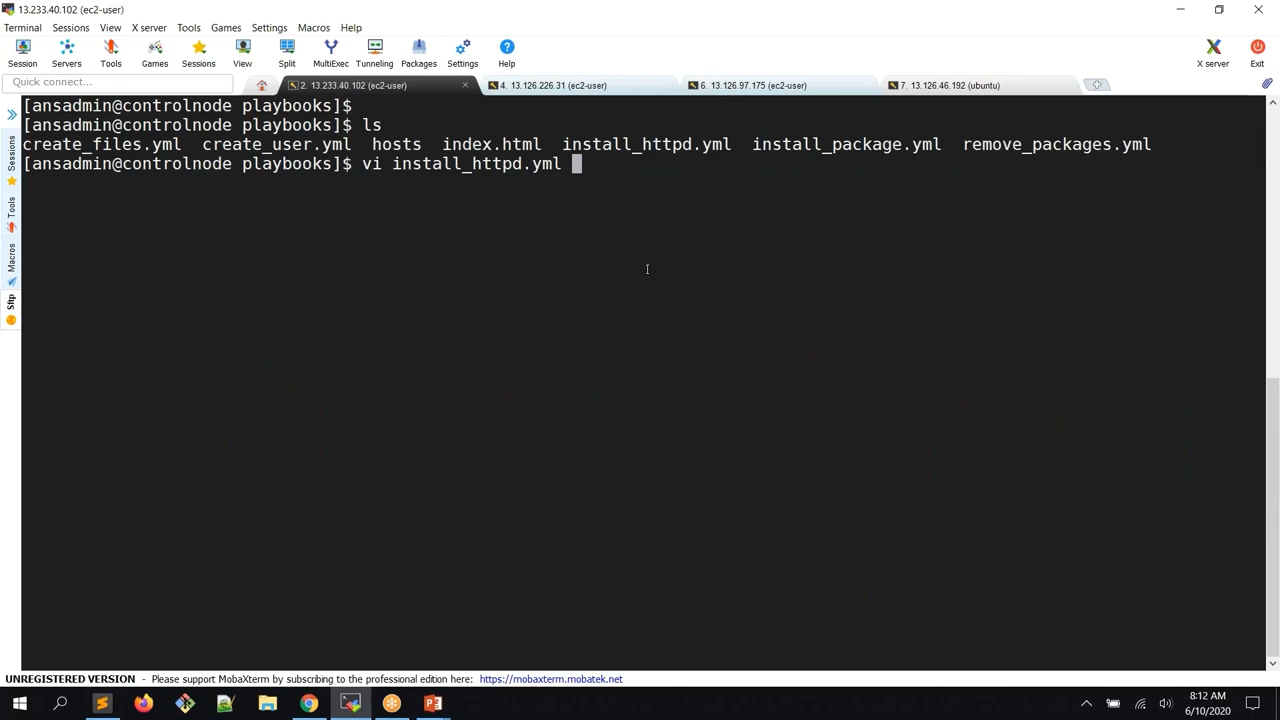 13.233.40.102 (ec2-user)
Terminal Sessions View X server Tools Games Settings Macros Help
Session Servers Tools Games Sessions View Split MultiExec Tunneling Packages Settings Help X server Exit
Quick connect...
2. 13.233.40.102 (ec2-user) 4. 13.126.226.31 (ec2-user) 6. 13.126.97.175 (ec2-user) 7. 13.126.46.192 (ubuntu)
Sessions
Tools
Macros
Sftp
[ansadmin@controlnode playbooks]$
[ansadmin@controlnode playbooks]$ ls
create_files.yml create_user.yml hosts index.html install_httpd.yml install_package.yml remove_packages.yml
[ansadmin@controlnode playbooks]$ vi install_httpd.yml
UNREGISTERED VERSION - Please support MobaXterm by subscribing to the professional edition here: https://mobaxterm.mobatek.net
8:12 AM
6/10/2020